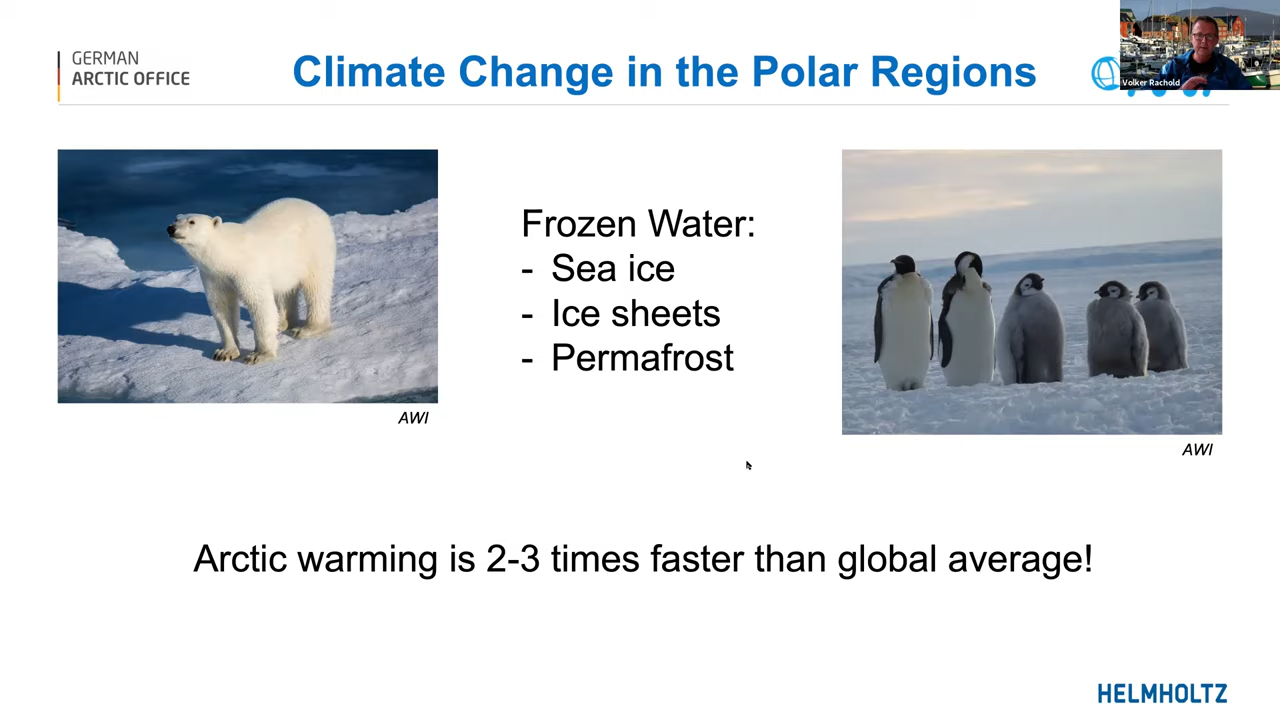 GERMAN
ARCTIC OFFICE
Climate Change in the Polar Regions
Volker Rachold
Frozen Water:
- Sea ice
- Ice sheets
- Permafrost
AWI
AWI
Arctic warming is 2-3 times faster than global average!
HELMHOLTZ